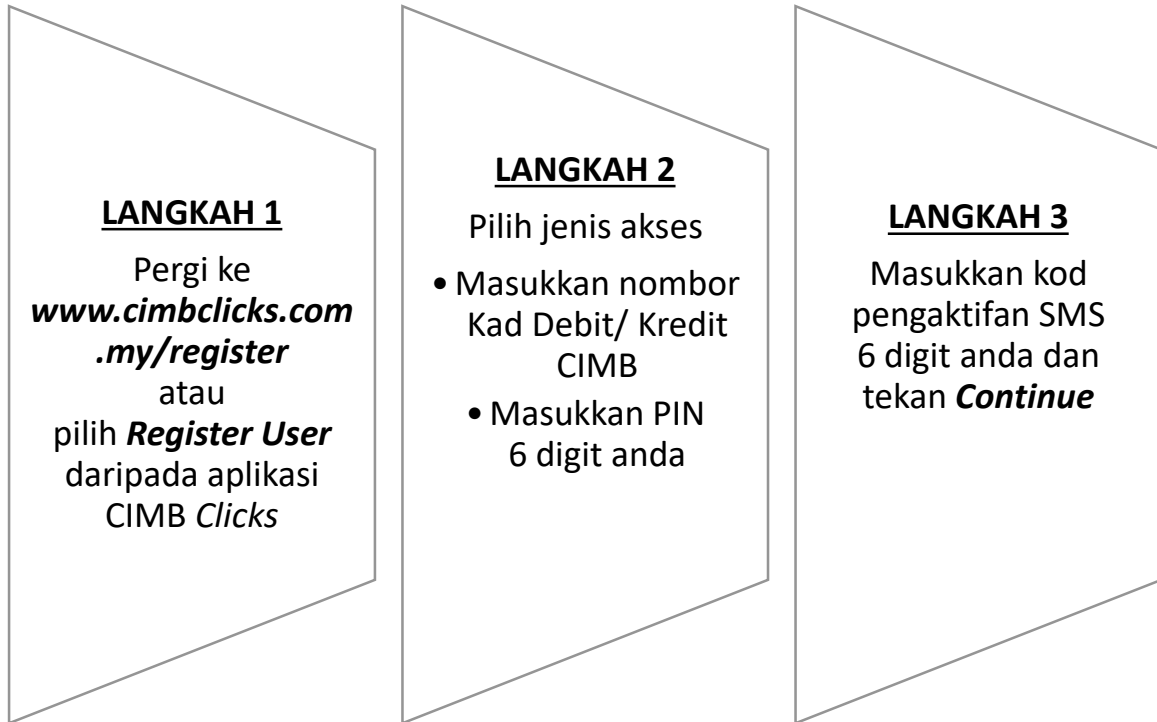 LANGKAH 1
Pergi ke
www.cimbclicks.com
.my/register
atau
pilih Register User
daripada aplikasi
CIMB Clicks
LANGKAH 2
Pilih jenis akses
• Masukkan nombor
Kad Debit/ Kredit
CIMB
• Masukkan PIN
6 digit anda
LANGKAH 3
Masukkan kod
pengaktifan SMS
6 digit anda dan
tekan Continue